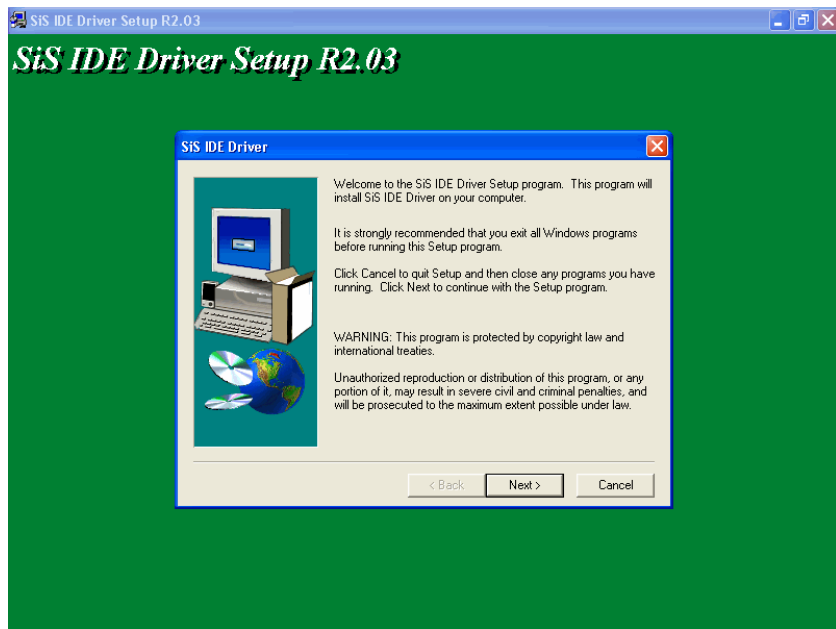 SiS IDE Driver Setup R2.03
SiS IDE Driver Setup R2.03
SiS IDE Driver
Welcome to the SiS IDE Driver Setup program. This program will
install SiS IDE Driver on your computer.
It is strongly recommended that you exit all Windows programs
before running this Setup program.
Click Cancel to quit Setup and then close any programs you have
running. Click Next to continue with the Setup program.
WARNING: This program is protected by copyright law and
international treaties.
Unauthorized reproduction or distribution of this program, or any
portion of it, may result in severe civil and criminal penalties, and
will be prosecuted to the maximum extent possible under law.
< Back Next > Cancel